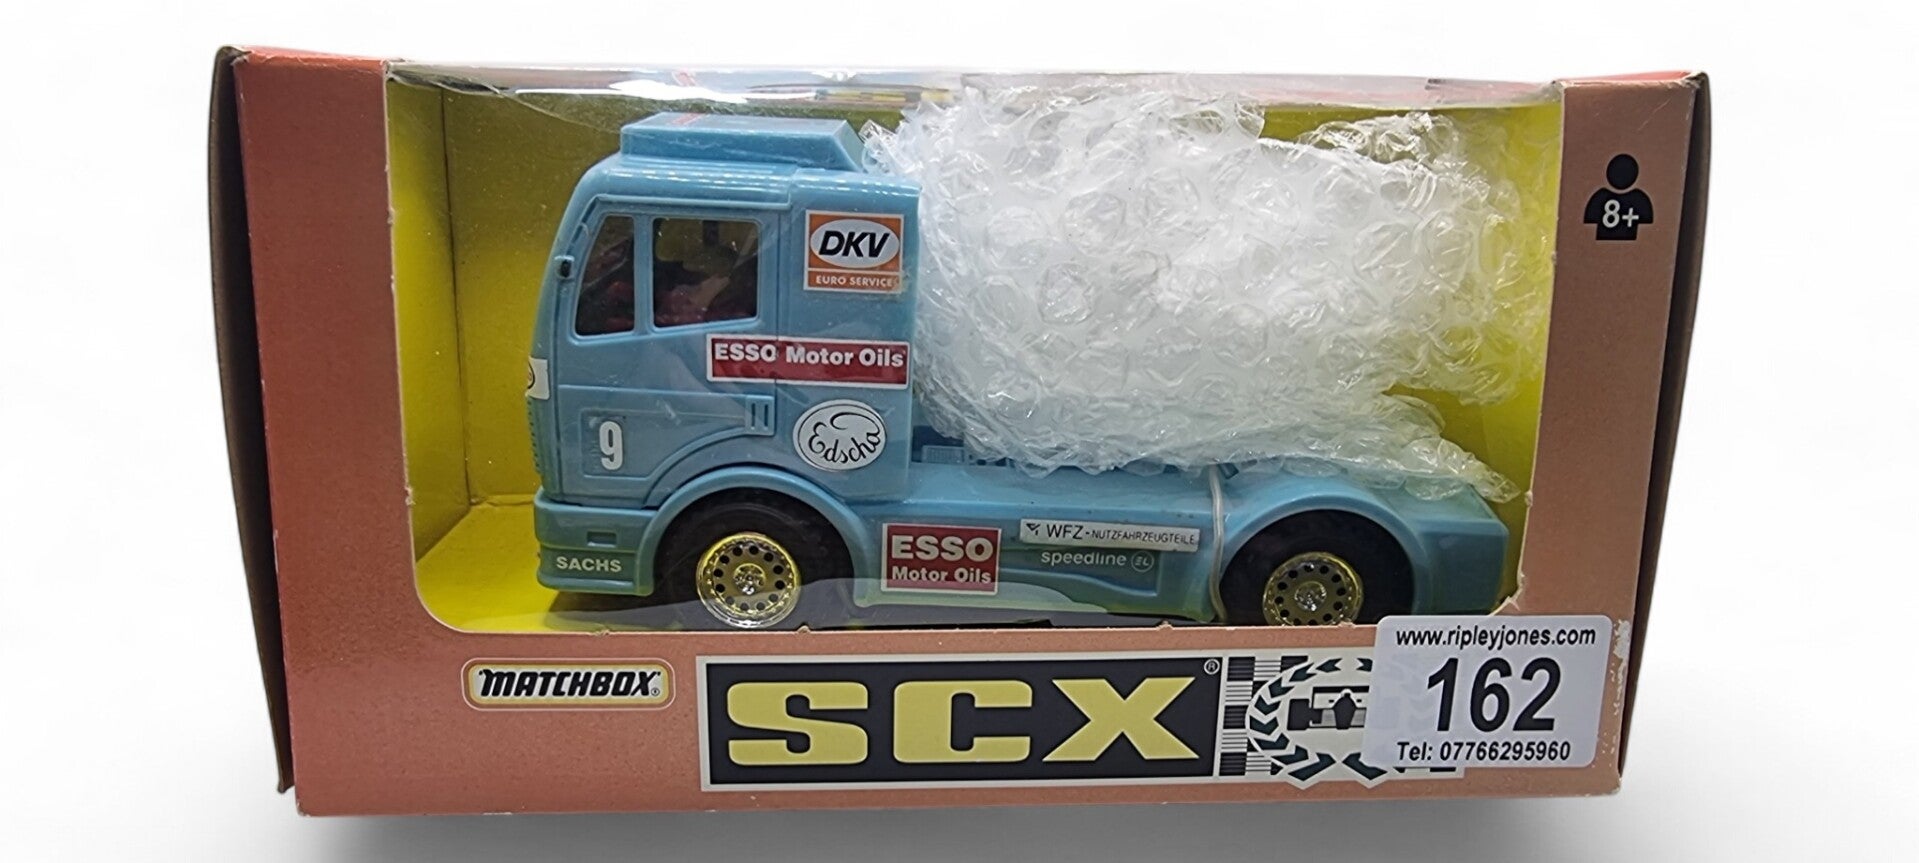 8+
DKV
EURO SERVICE
ESSO Motor Oils
Edscha
9
SACHS
ESSO
Motor Oils
WFZ - NUTZFAHRZEUGTEILE
speedline EL
MATCHBOX®
SCX®
www.ripleyjones.com
162
Tel: 07766295960